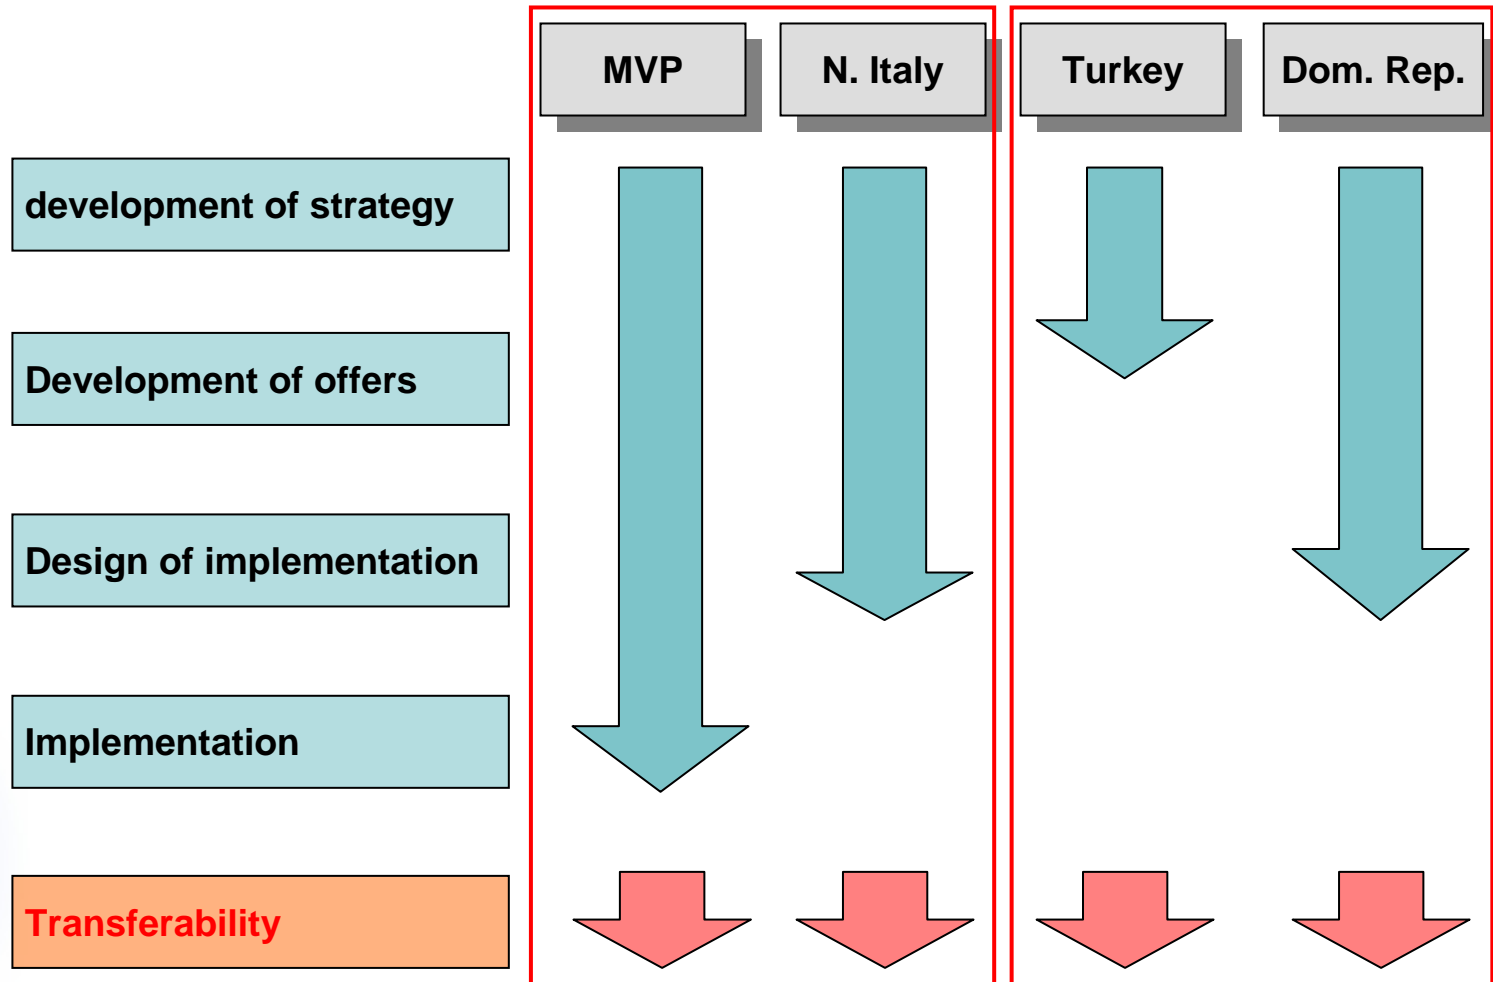 MVP
N. Italy
Turkey
Dom. Rep.
development of strategy
Development of offers
Design of implementation
Implementation
Transferability